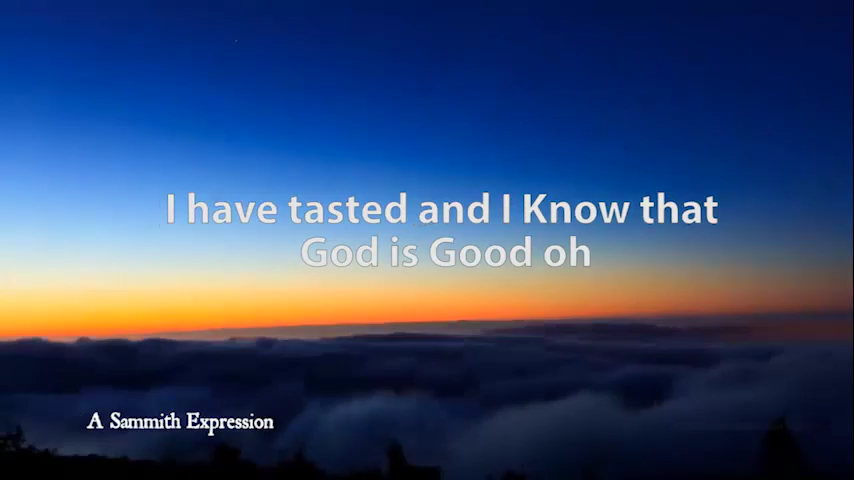 I have tasted and I Know that
God is Good oh
A Sammith Expression